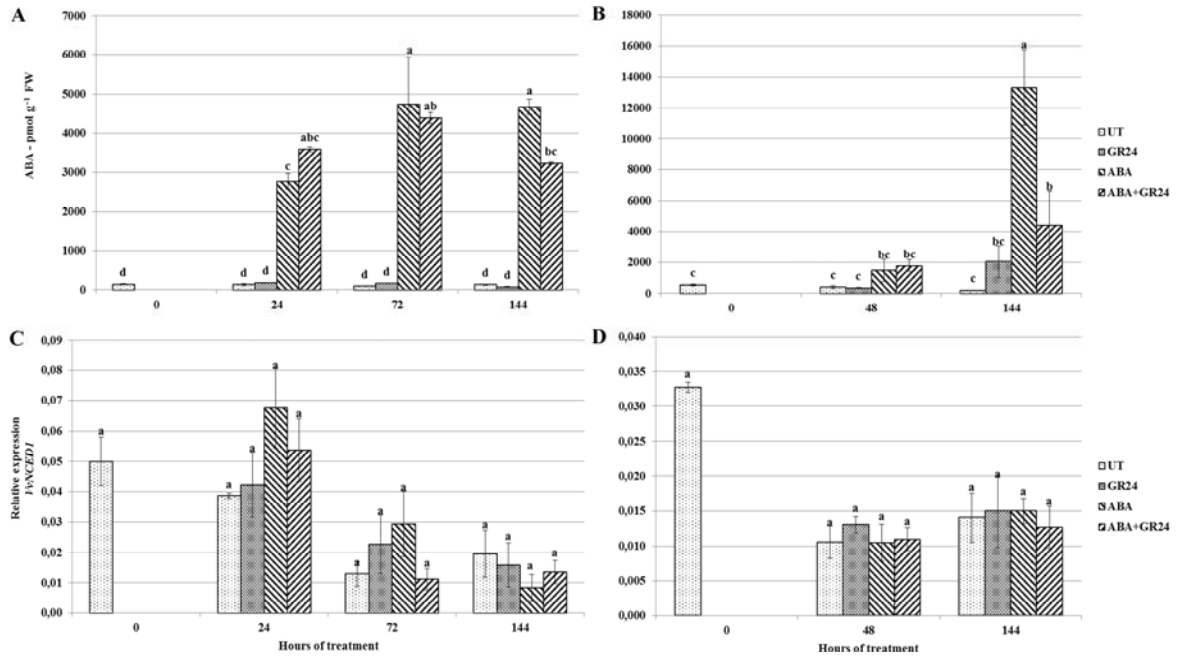 A
7000
6000
5000
4000
3000
2000
1000
0
ABA - pmol g⁻¹ FW
d
d d c abc
d d a ab
d d a bc
0 24 72 144
B
18000
16000
14000
12000
10000
8000
6000
4000
2000
0
c
c c bc bc
c bc a b
0 48 144
UT
GR24
ABA
ABA+GR24
C
0,09
0,08
0,07
0,06
0,05
0,04
0,03
0,02
0,01
0,00
Relative expression
VvNCED1
a
a a a a
a a a a
a a a a
0 24 72 144
Hours of treatment
D
0,040
0,035
0,030
0,025
0,020
0,015
0,010
0,005
0,000
a
a a a a
a a a a
0 48 144
Hours of treatment
UT
GR24
ABA
ABA+GR24